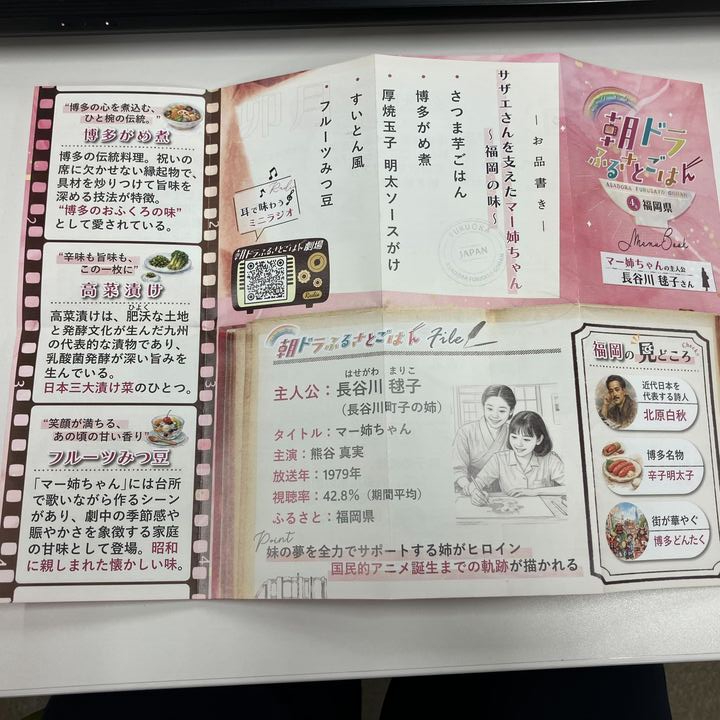 朝ドラ
ふるさとごはん
ASADORA FURUSATO GOHAN
福岡県
マー姉ちゃんの主人公
長谷川 毬子さん
―お品書き―
サザエさんを支えたマー姉ちゃん
～福岡の味～
・さつま芋ごはん
・博多がめ煮
・厚焼玉子 明太ソースがけ
・すいとん風
・フルーツみつ豆
FUKUOKA
JAPAN
ASADORA FURUSATO GOHAN
耳で味わう
ミニラジオ
朝ドラふるさとごはん劇場
Radio
"博多の心を煮込む、
ひと椀の伝統。"
博多がめ煮
博多の伝統料理。祝いの
席に欠かせない縁起物で、
具材を炒りつけて旨味を
深める技法が特徴。
"博多のおふくろの味"
として愛されている。
2
"辛味も旨味も、
この一枚に"
高菜漬け
高菜漬けは、肥沃な土地
ひよく
と発酵文化が生んだ九州
の代表的な漬物であり、
乳酸菌発酵が深い旨みを
生んでいる。
日本三大漬け菜のひとつ。
3
"笑顔が満ちる、
あの頃の甘い香り"
フルーツみつ豆
「マー姉ちゃん」には台所
で歌いながら作るシーン
があり、劇中の季節感や
賑やかさを象徴する家庭
の甘味として登場。昭和
に親しまれた懐かしい味。
4
朝ドラふるさとごはん File
はせがわ まりこ
主人公：長谷川 毬子
（長谷川町子の姉）
タイトル：マー姉ちゃん
主演：熊谷 真実
放送年：1979年
視聴率：42.8%（期間平均）
ふるさと：福岡県
Point
妹の夢を全力でサポートする姉がヒロイン
国民的アニメ誕生までの軌跡が描かれる
福岡の見どころ
Check
近代日本を
代表する詩人
北原白秋
博多名物
辛子明太子
街が華やぐ
博多どんたく